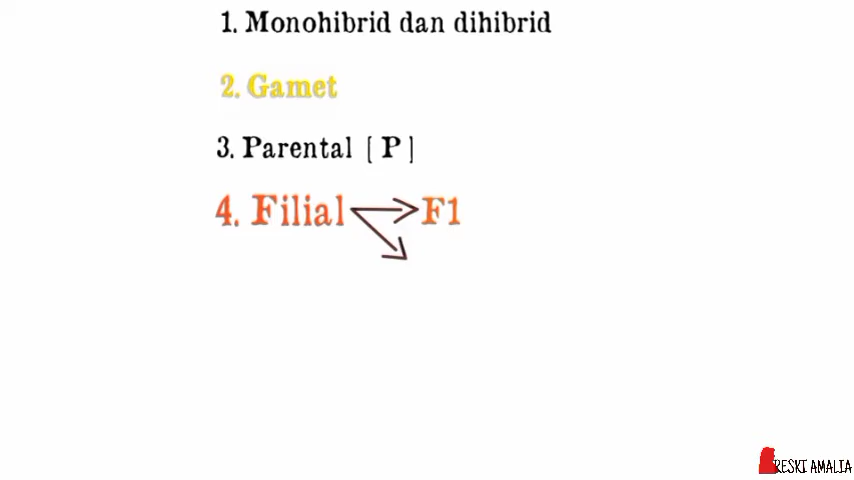 1. Monohibrid dan dihibrid
2. Gamet
3. Parental [ P ]
4. Filial F1
RESKI AMALIA